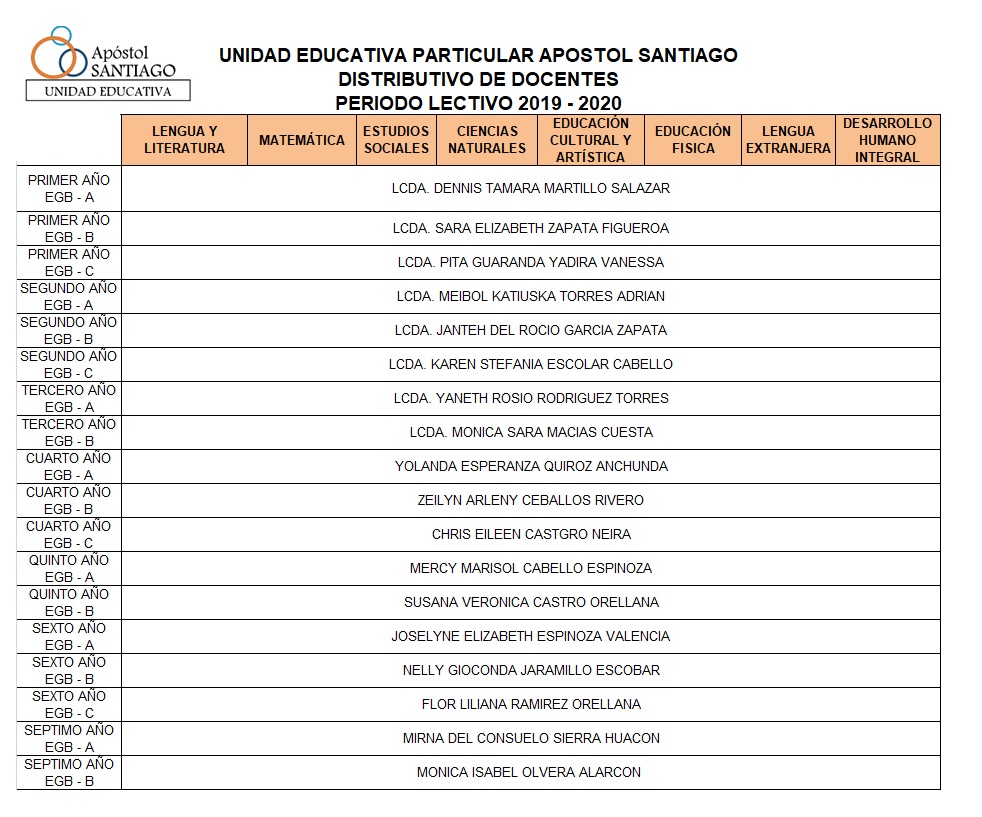 Apóstol
SANTIAGO
UNIDAD EDUCATIVA
UNIDAD EDUCATIVA PARTICULAR APOSTOL SANTIAGO
DISTRIBUTIVO DE DOCENTES
PERIODO LECTIVO 2019 - 2020
LENGUA Y LITERATURA
MATEMÁTICA
ESTUDIOS SOCIALES
CIENCIAS NATURALES
EDUCACIÓN CULTURAL Y ARTÍSTICA
EDUCACIÓN FISICA
LENGUA EXTRANJERA
DESARROLLO HUMANO INTEGRAL
PRIMER AÑO EGB - A
LCDA. DENNIS TAMARA MARTILLO SALAZAR
PRIMER AÑO EGB - B
LCDA. SARA ELIZABETH ZAPATA FIGUEROA
PRIMER AÑO EGB - C
LCDA. PITA GUARANDA YADIRA VANESSA
SEGUNDO AÑO EGB - A
LCDA. MEIBOL KATIUSKA TORRES ADRIAN
SEGUNDO AÑO EGB - B
LCDA. JANTEH DEL ROCIO GARCIA ZAPATA
SEGUNDO AÑO EGB - C
LCDA. KAREN STEFANIA ESCOLAR CABELLO
TERCERO AÑO EGB - A
LCDA. YANETH ROSIO RODRIGUEZ TORRES
TERCERO AÑO EGB - B
LCDA. MONICA SARA MACIAS CUESTA
CUARTO AÑO EGB - A
YOLANDA ESPERANZA QUIROZ ANCHUNDA
CUARTO AÑO EGB - B
ZEILYN ARLENY CEBALLOS RIVERO
CUARTO AÑO EGB - C
CHRIS EILEEN CASTGRO NEIRA
QUINTO AÑO EGB - A
MERCY MARISOL CABELLO ESPINOZA
QUINTO AÑO EGB - B
SUSANA VERONICA CASTRO ORELLANA
SEXTO AÑO EGB - A
JOSELYNE ELIZABETH ESPINOZA VALENCIA
SEXTO AÑO EGB - B
NELLY GIOCONDA JARAMILLO ESCOBAR
SEXTO AÑO EGB - C
FLOR LILIANA RAMIREZ ORELLANA
SEPTIMO AÑO EGB - A
MIRNA DEL CONSUELO SIERRA HUACON
SEPTIMO AÑO EGB - B
MONICA ISABEL OLVERA ALARCON